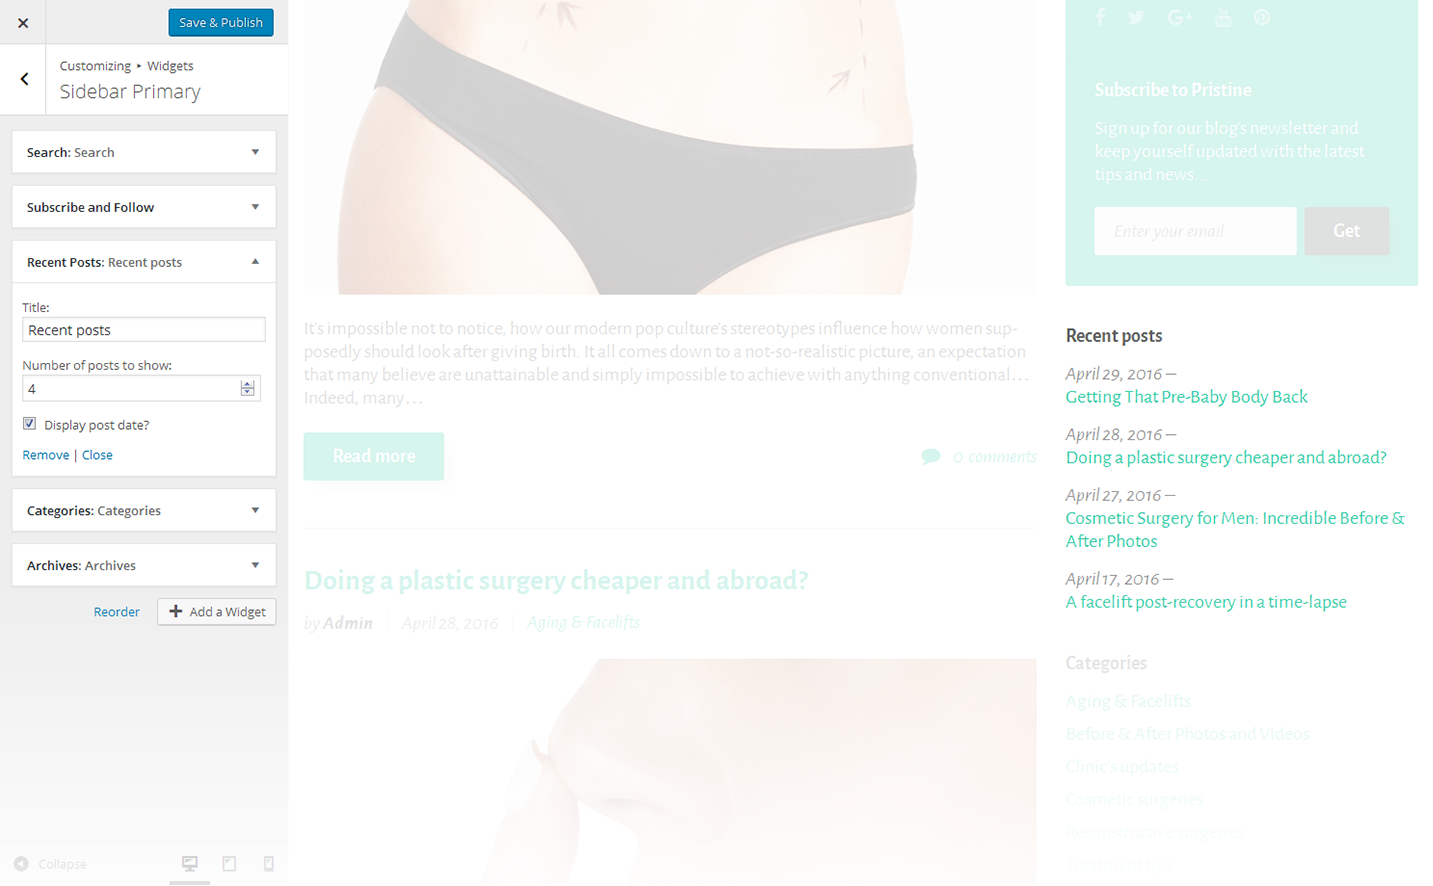 Save & Publish
Customizing ▸ Widgets
Sidebar Primary
Search: Search
Subscribe and Follow
Recent Posts: Recent posts
Title:
Recent posts
Number of posts to show:
4
Display post date?
Remove | Close
Categories: Categories
Archives: Archives
Reorder
Add a Widget
Collapse
It's impossible not to notice, how our modern pop culture's stereotypes influence how women sup-
posedly should look after giving birth. It all comes down to a not-so-realistic picture, an expectation
that many believe are unattainable and simply impossible to achieve with anything conventional…
Indeed, many…
Read more
0 comments
Doing a plastic surgery cheaper and abroad?
by Admin
April 28, 2016
Aging & Facelifts
Subscribe to Pristine
Sign up for our blog's newsletter and
keep yourself updated with the latest
tips and news…
Enter your email
Get
Recent posts
April 29, 2016 –
Getting That Pre-Baby Body Back
April 28, 2016 –
Doing a plastic surgery cheaper and abroad?
April 27, 2016 –
Cosmetic Surgery for Men: Incredible Before &
After Photos
April 17, 2016 –
A facelift post-recovery in a time-lapse
Categories
Aging & Facelifts
Before & After Photos and Videos
Clinic's updates
Cosmetic surgeries
Reconstructive surgeries
Treatment tips